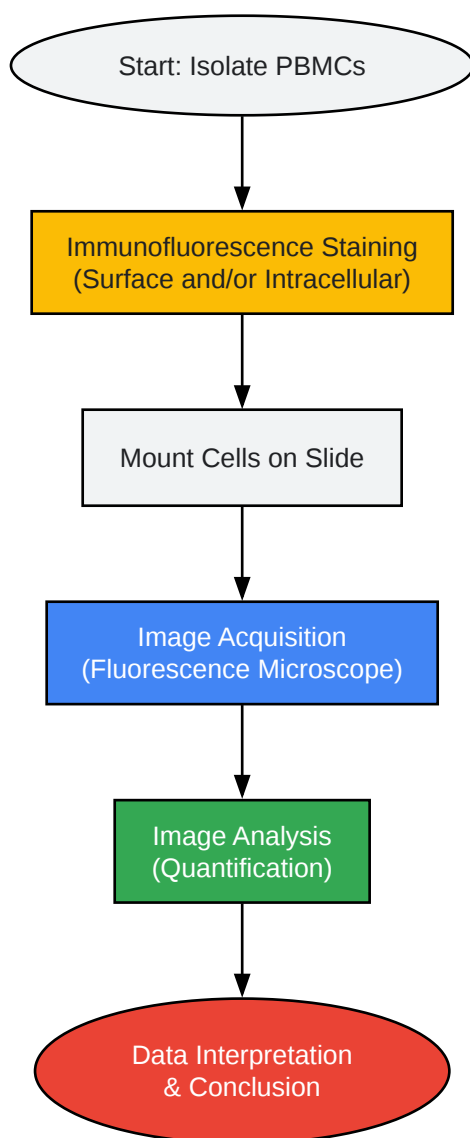 Start: Isolate PBMCs
Immunofluorescence Staining
(Surface and/or Intracellular)
Mount Cells on Slide
Image Acquisition
(Fluorescence Microscope)
Image Analysis
(Quantification)
Data Interpretation
& Conclusion